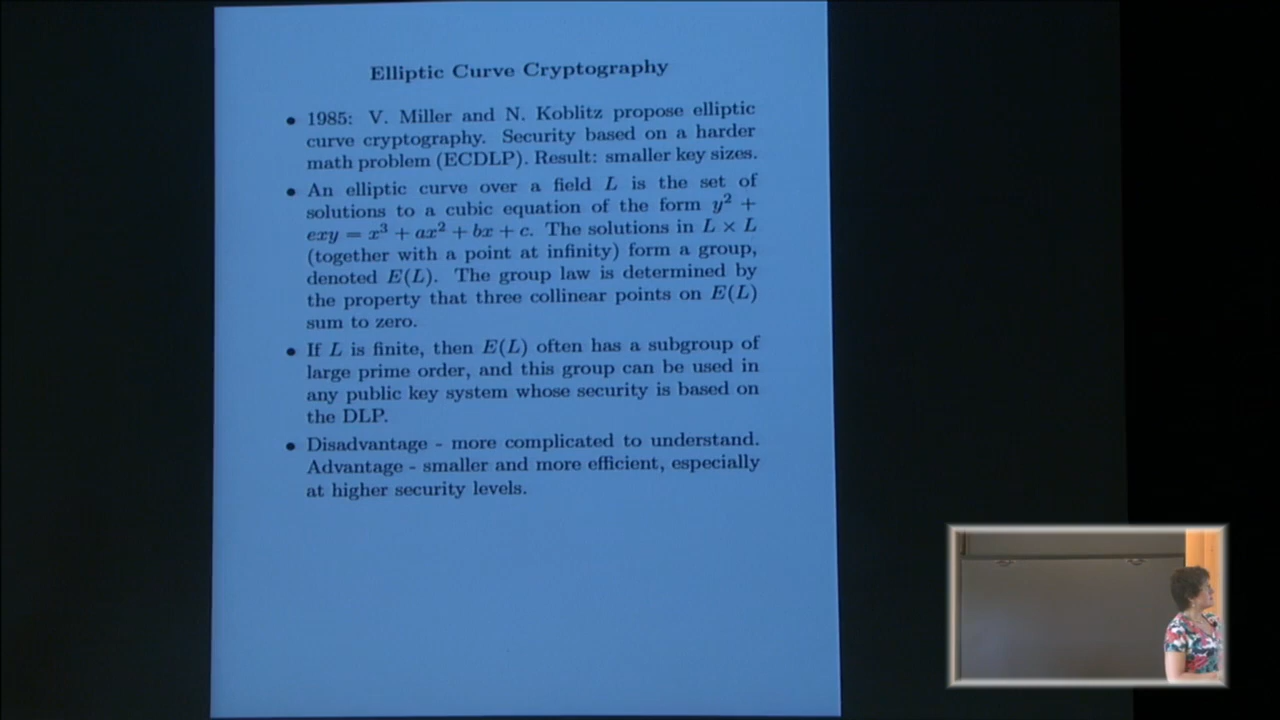 Elliptic Curve Cryptography
• 1985: V. Miller and N. Koblitz propose elliptic
curve cryptography. Security based on a harder
math problem (ECDLP). Result: smaller key sizes.
• An elliptic curve over a field L is the set of
solutions to a cubic equation of the form y² +
exy = x³ + ax² + bx + c. The solutions in L × L
(together with a point at infinity) form a group,
denoted E(L). The group law is determined by
the property that three collinear points on E(L)
sum to zero.
• If L is finite, then E(L) often has a subgroup of
large prime order, and this group can be used in
any public key system whose security is based on
the DLP.
• Disadvantage - more complicated to understand.
Advantage - smaller and more efficient, especially
at higher security levels.